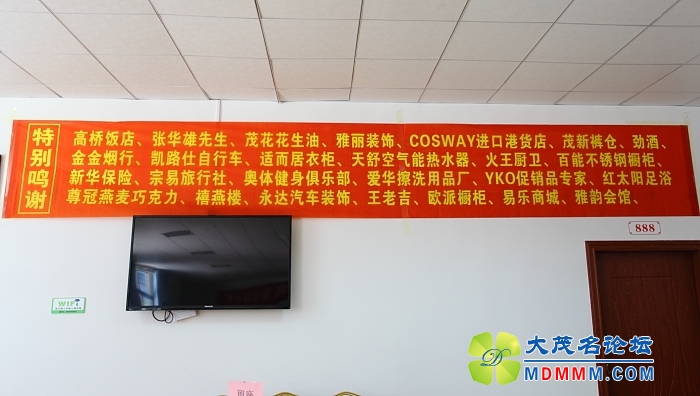 特别鸣谢
高桥饭店、张华雄先生、茂花花生油、雅丽装饰、COSWAY进口港货店、茂新裤仓、劲酒、
金金烟行、凯路仕自行车、适而居衣柜、天舒空气能热水器、火王厨卫、百能不锈钢橱柜、
新华保险、宗易旅行社、奥体健身俱乐部、爱华擦洗用品厂、YKO促销品专家、红太阳足浴
尊冠燕麦巧克力、禧燕楼、永达汽车装饰、王老吉、欧派橱柜、易乐商城、雅韵会馆、
888
WIFI
大茂名论坛
MDMMM.COM